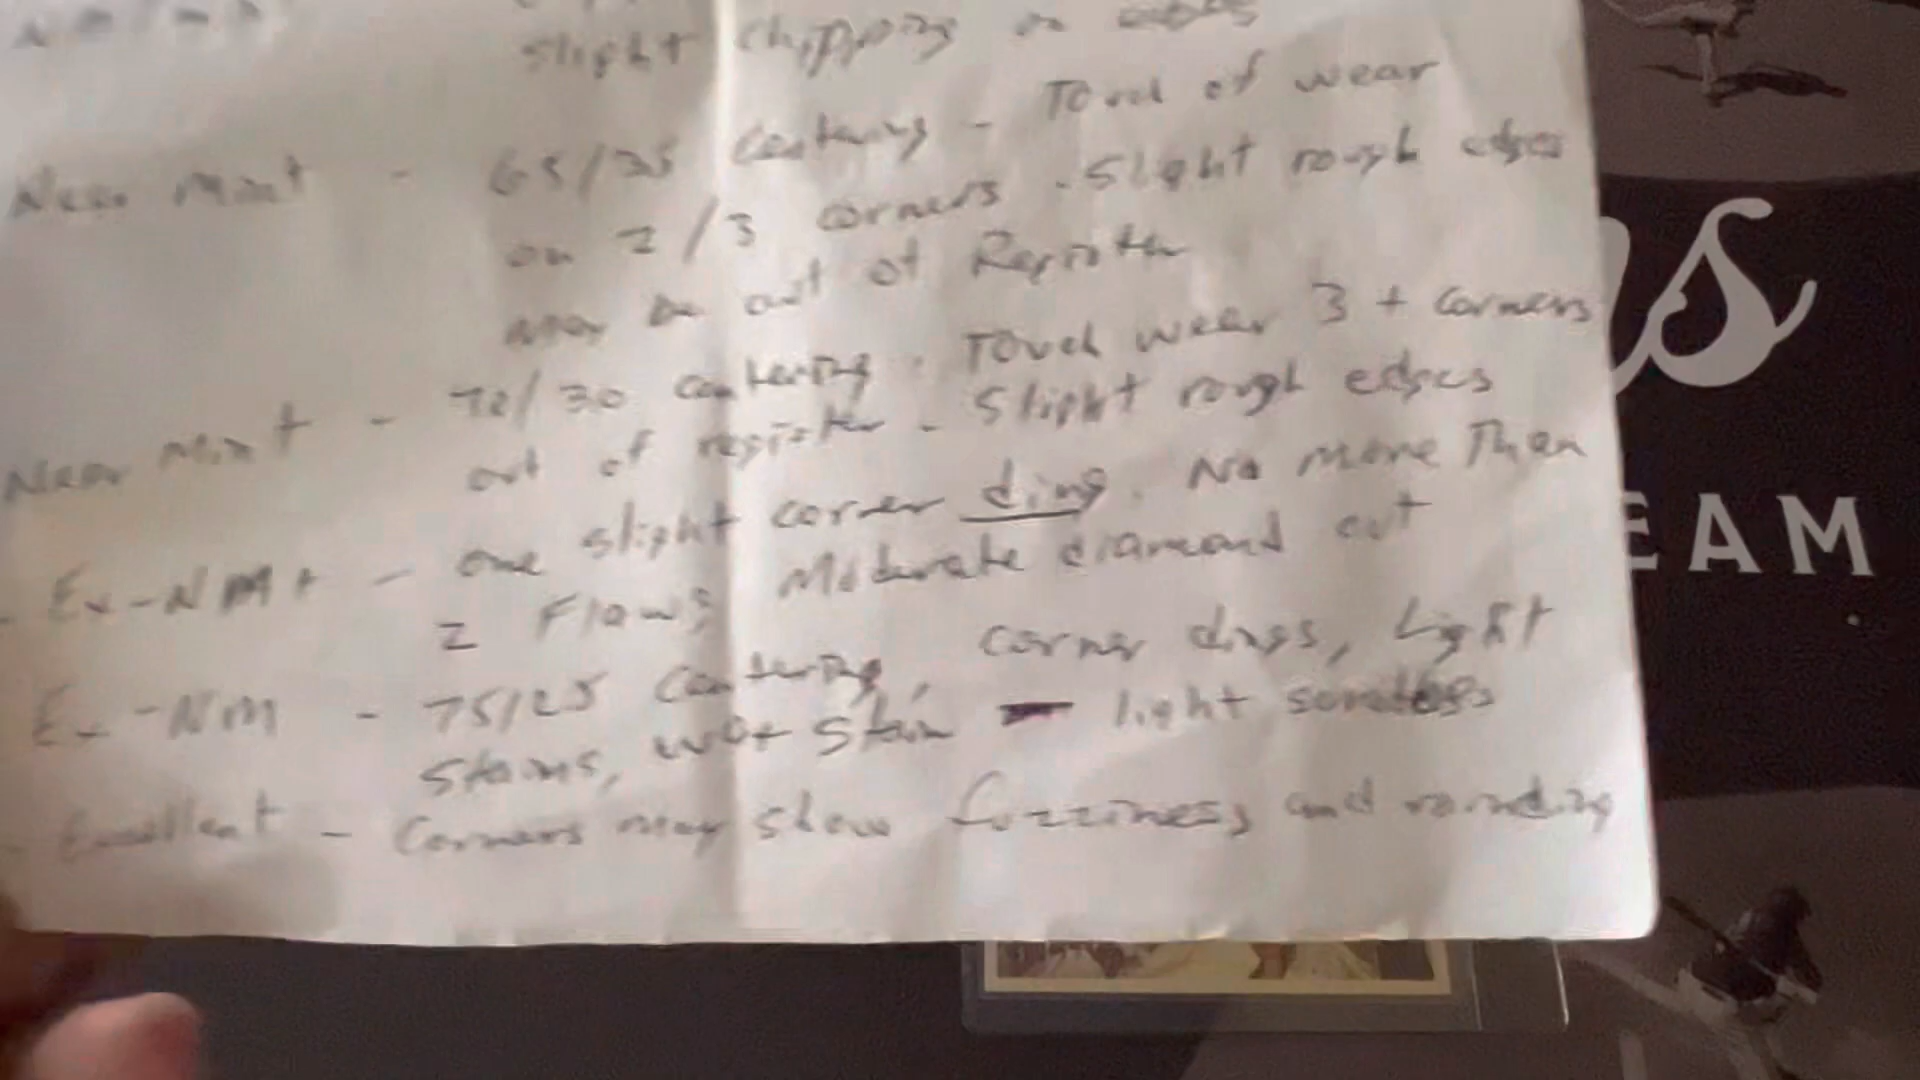 slight chipping on edges
Near Mint - 65/35 Centering - Touch of wear
on 2/3 corners - slight rough edges
may be out of Register
Near Mint - 70/30 centering - Touch wear 3 + corners
out of register - slight rough edges
Ex-NM+ - one slight corner ding. No more Than
2 Flaws Moderate diamond cut
Ex-NM - 75/25 Centering, corner dings, Light
stains, wax stain - light
Excellent - Corners may show fuzziness and rounding
s
EAM